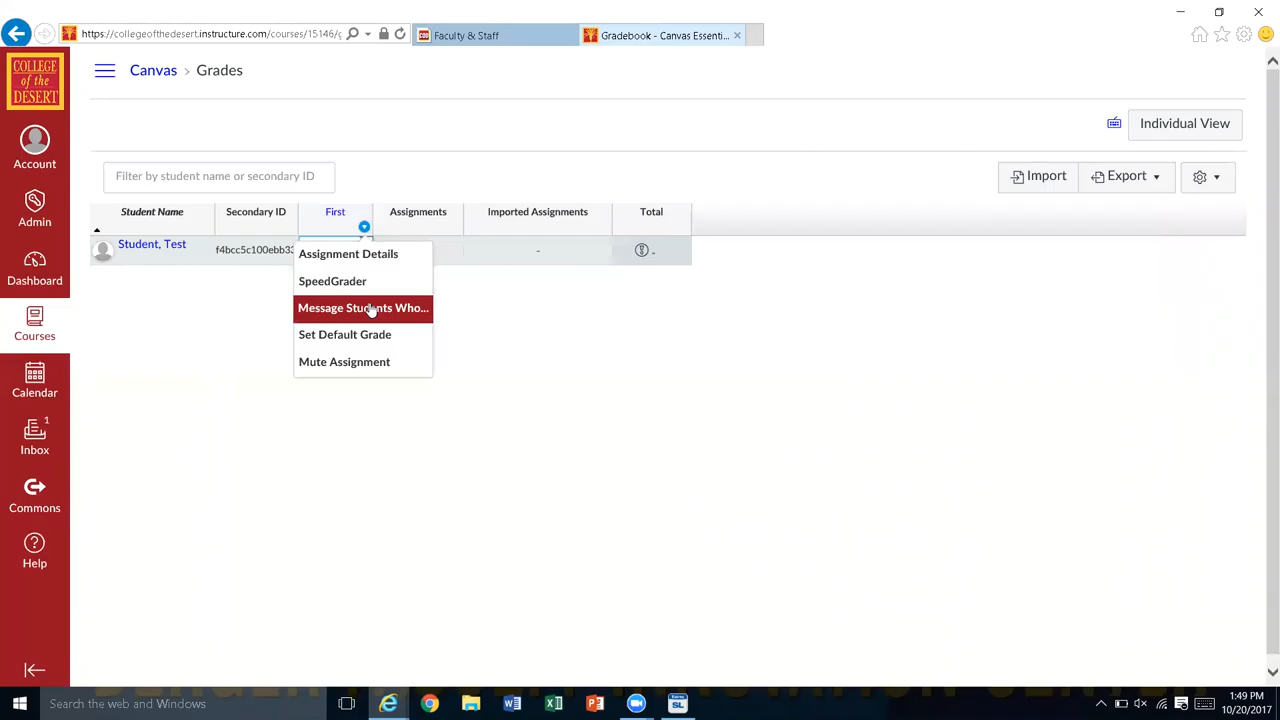 https://collegeofthedesert.instructure.com/courses/15146/g
Faculty & Staff
Gradebook - Canvas Essenti...
COLLEGE
of the
DESERT
Canvas > Grades
Individual View
Filter by student name or secondary ID
Import
Export
Student Name
Secondary ID
First
Assignments
Imported Assignments
Total
Student, Test
f4bcc5c100ebb33
-
-
Assignment Details
SpeedGrader
Message Students Who...
Set Default Grade
Mute Assignment
Account
Admin
Dashboard
Courses
Calendar
1
Inbox
Commons
Help
Search the web and Windows
SL
1:49 PM
10/20/2017